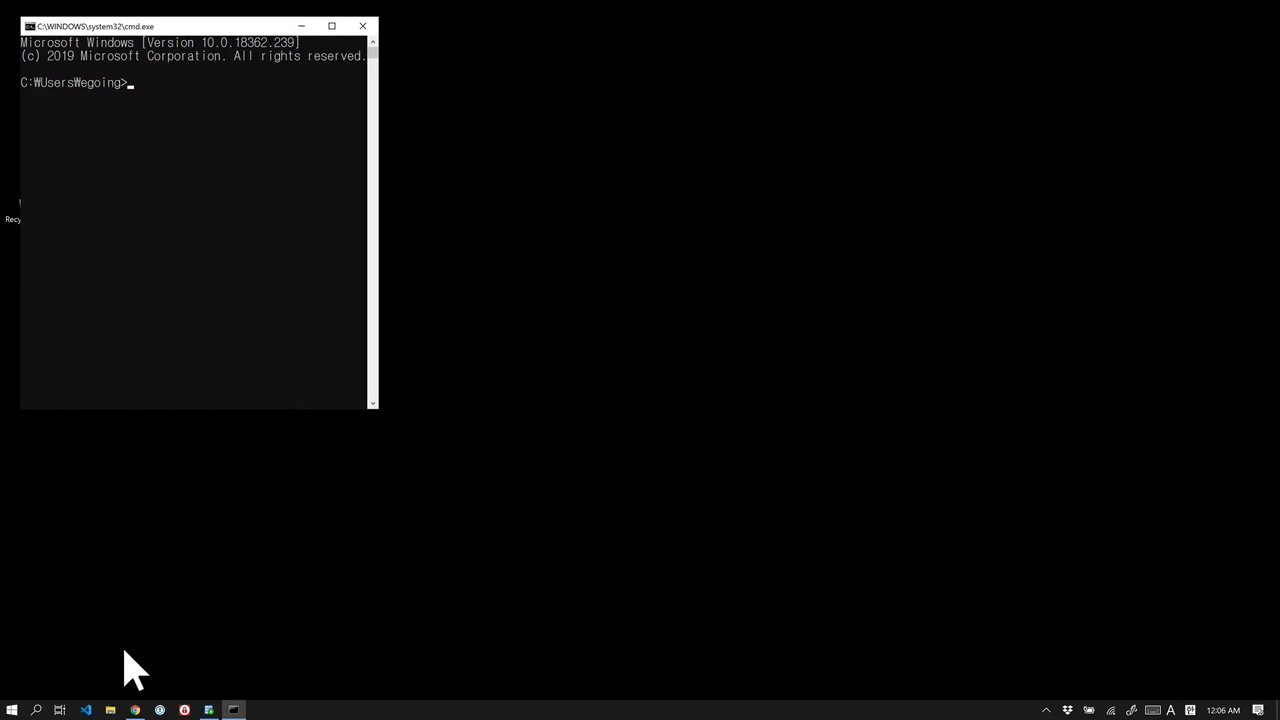 C:\WINDOWS\system32\cmd.exe
Microsoft Windows [Version 10.0.18362.239]
(c) 2019 Microsoft Corporation. All rights reserved.
C:₩Users₩egoing>
Recy
A
12:06 AM